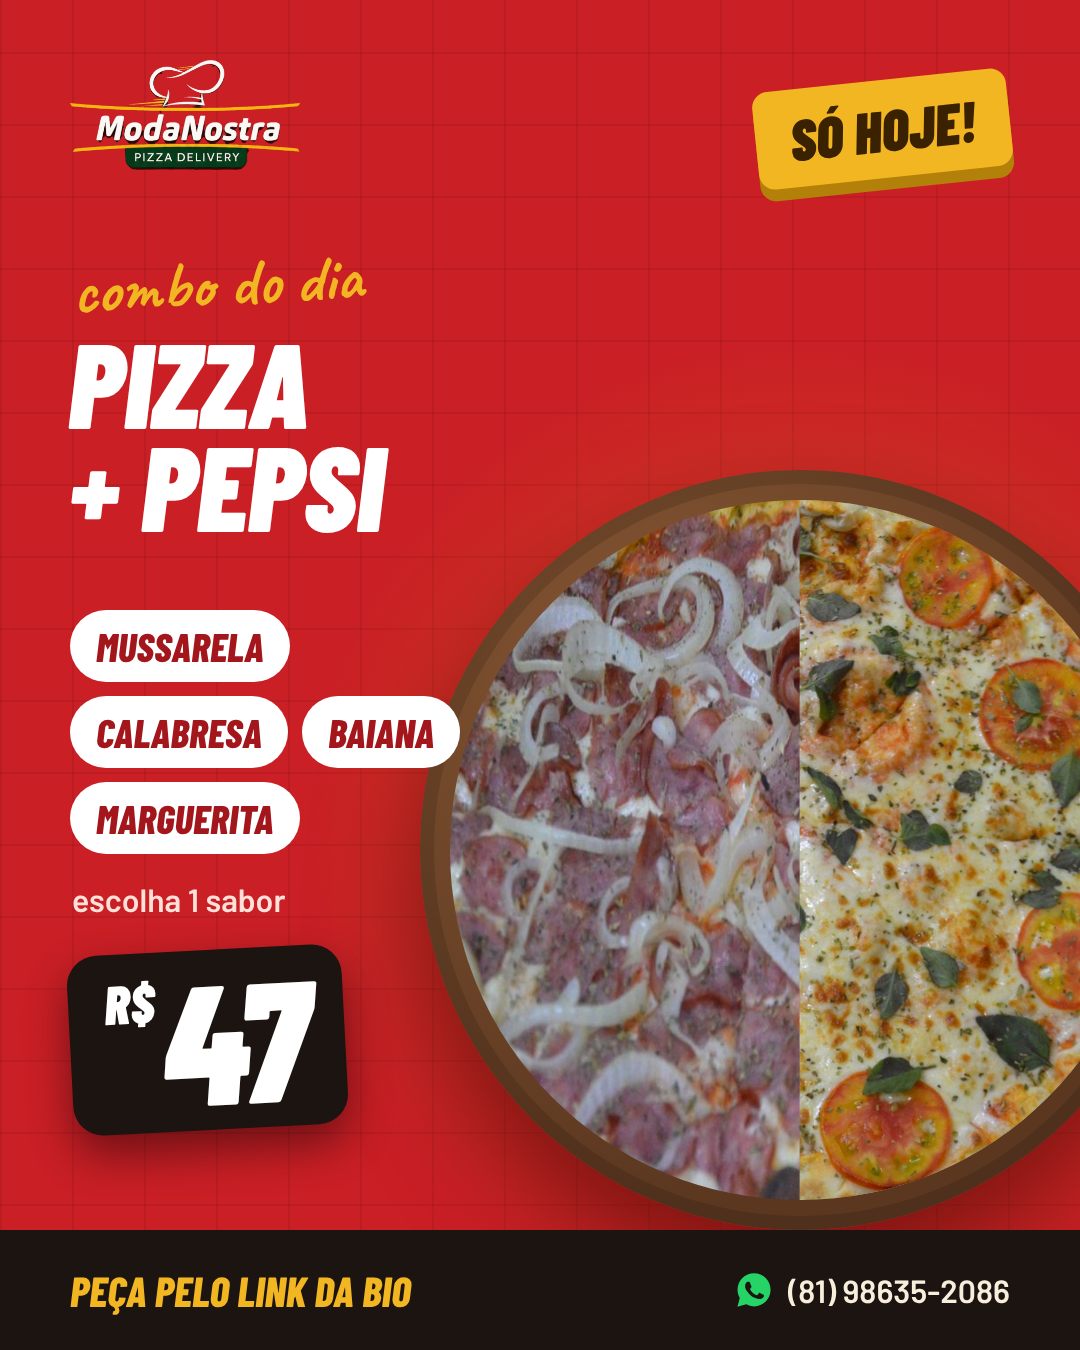 ModaNostra
PIZZA DELIVERY
SÓ HOJE!
combo do dia
PIZZA
+ PEPSI
MUSSARELA
CALABRESA BAIANA
MARGUERITA
escolha 1 sabor
R$ 47
PEÇA PELO LINK DA BIO
(81) 98635-2086